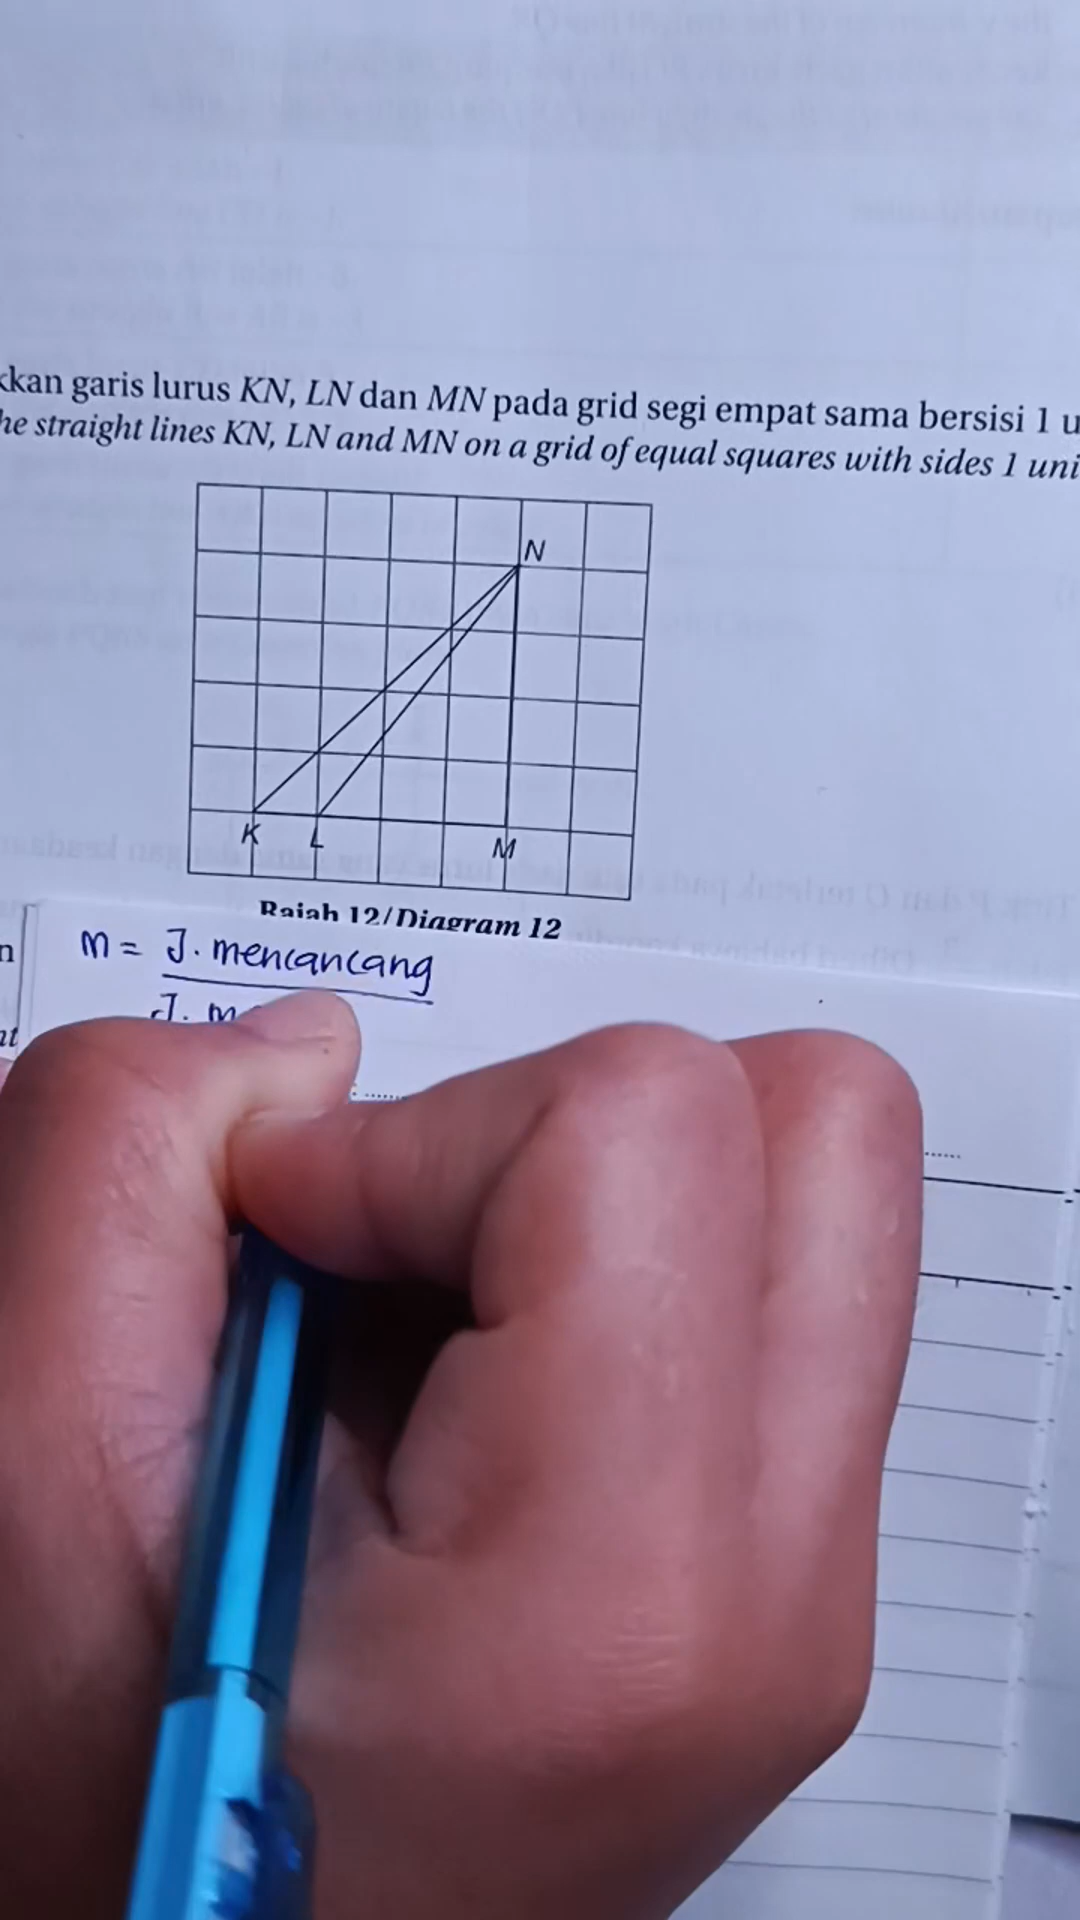 kkan garis lurus KN, LN dan MN pada grid segi empat sama bersisi 1 u
he straight lines KN, LN and MN on a grid of equal squares with sides 1 uni
N
K L M
Rajah 12/Diagram 12
m = J. mencancang
J. m
n
at